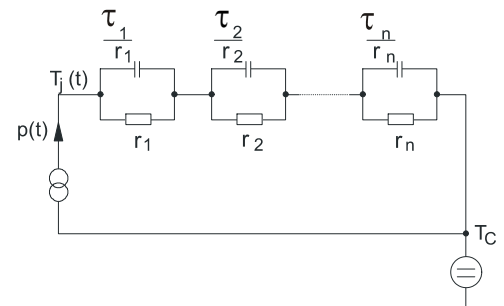 τ1 τ2 τn
r1 r2 rn
Tj (t)
p(t)
r1 r2 rn
TC